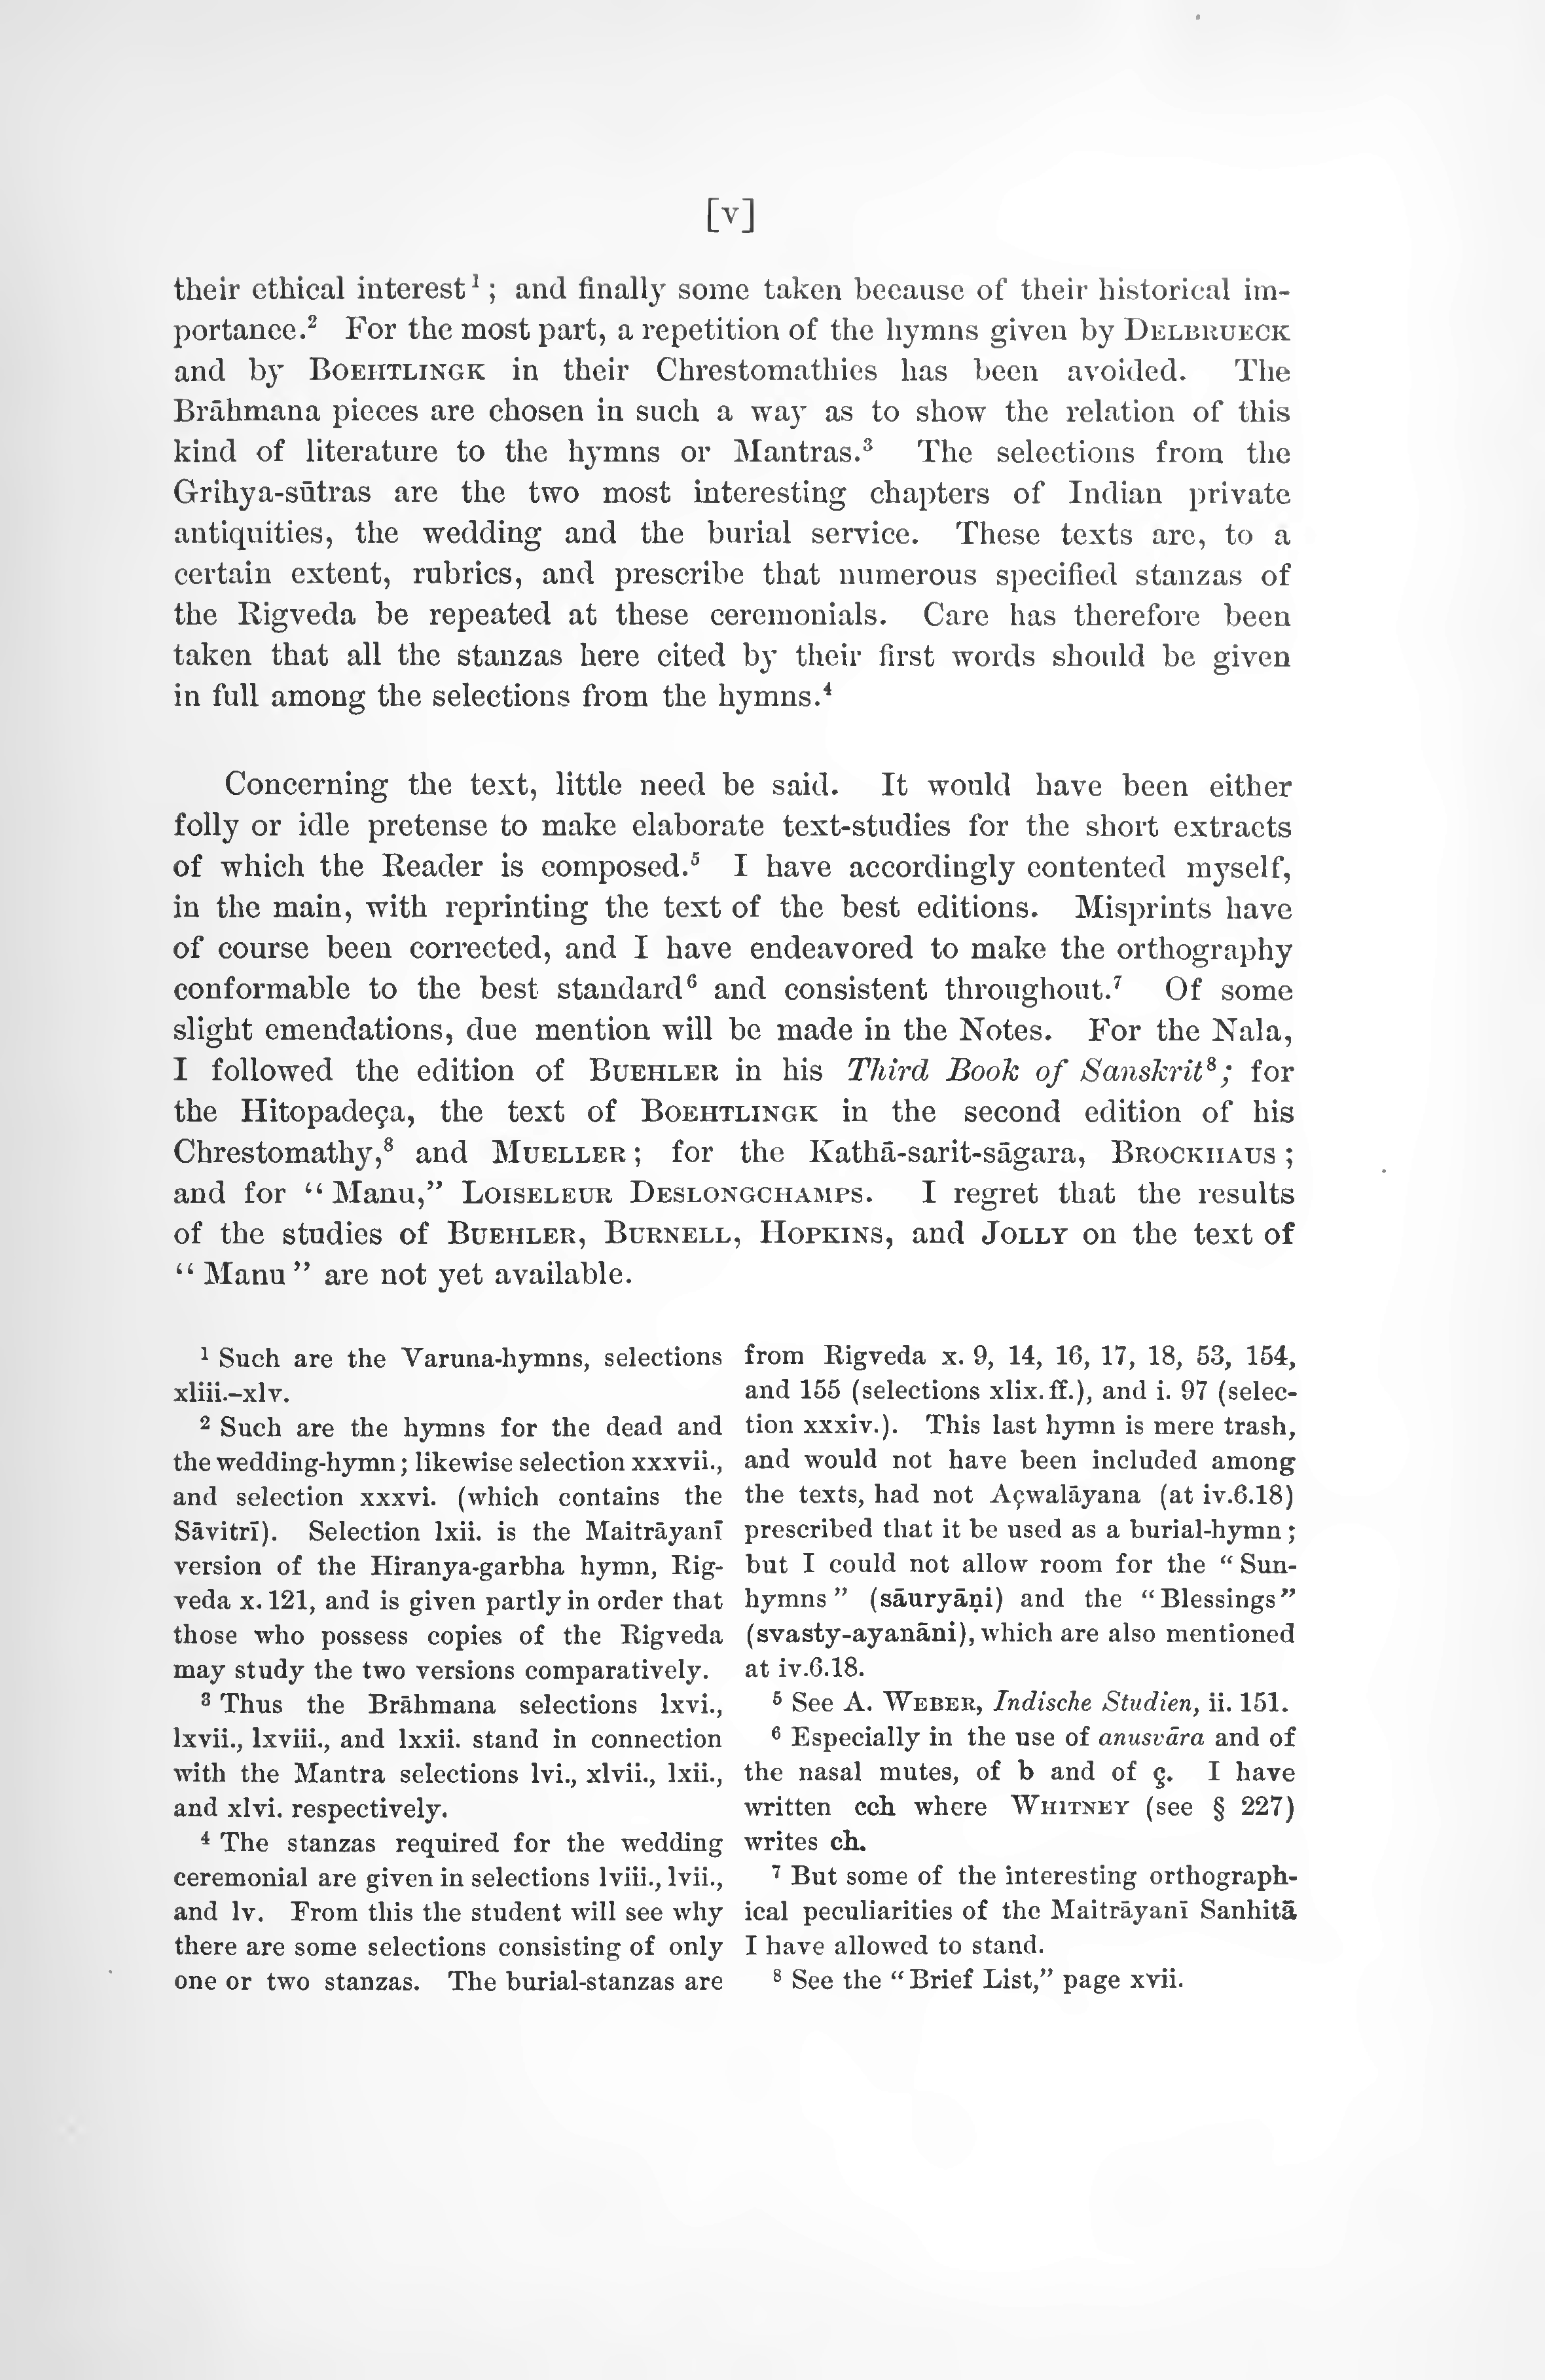 [v]
their ethical interest¹; and finally some taken because of their historical im-
portance.² For the most part, a repetition of the hymns given by DELBRUECK
and by BOEHTLINGK in their Chrestomathies has been avoided. The
Brāhmana pieces are chosen in such a way as to show the relation of this
kind of literature to the hymns or Mantras.³ The selections from the
Grihya-sūtras are the two most interesting chapters of Indian private
antiquities, the wedding and the burial service. These texts are, to a
certain extent, rubrics, and prescribe that numerous specified stanzas of
the Rigveda be repeated at these ceremonials. Care has therefore been
taken that all the stanzas here cited by their first words should be given
in full among the selections from the hymns.⁴
Concerning the text, little need be said. It would have been either
folly or idle pretense to make elaborate text-studies for the short extracts
of which the Reader is composed.⁵ I have accordingly contented myself,
in the main, with reprinting the text of the best editions. Misprints have
of course been corrected, and I have endeavored to make the orthography
conformable to the best standard⁶ and consistent throughout.⁷ Of some
slight emendations, due mention will be made in the Notes. For the Nala,
I followed the edition of BUEHLER in his Third Book of Sanskrit⁸; for
the Hitopadeça, the text of BOEHTLINGK in the second edition of his
Chrestomathy,⁸ and MUELLER; for the Kathā-sarit-sāgara, BROCKHAUS;
and for “Manu,” LOISELEUR DESLONGCHAMPS. I regret that the results
of the studies of BUEHLER, BURNELL, HOPKINS, and JOLLY on the text of
“Manu” are not yet available.
¹ Such are the Varuna-hymns, selections
xliii.–xlv.
² Such are the hymns for the dead and
the wedding-hymn; likewise selection xxxvii.,
and selection xxxvi. (which contains the
Sāvitrī). Selection lxii. is the Maitrāyanī
version of the Hiranya-garbha hymn, Rig-
veda x. 121, and is given partly in order that
those who possess copies of the Rigveda
may study the two versions comparatively.
³ Thus the Brāhmana selections lxvi.,
lxvii., lxviii., and lxxii. stand in connection
with the Mantra selections lvi., xlvii., lxii.,
and xlvi. respectively.
⁴ The stanzas required for the wedding
ceremonial are given in selections lviii., lvii.,
and lv. From this the student will see why
there are some selections consisting of only
one or two stanzas. The burial-stanzas are
from Rigveda x. 9, 14, 16, 17, 18, 53, 154,
and 155 (selections xlix. ff.), and i. 97 (selec-
tion xxxiv.). This last hymn is mere trash,
and would not have been included among
the texts, had not Açwalāyana (at iv.6.18)
prescribed that it be used as a burial-hymn;
but I could not allow room for the “Sun-
hymns” (sāuryāṇi) and the “Blessings”
(svasty-ayanāni), which are also mentioned
at iv.6.18.
⁵ See A. WEBER, Indische Studien, ii. 151.
⁶ Especially in the use of anusvāra and of
the nasal mutes, of b and of ç. I have
written cch where WHITNEY (see § 227)
writes ch.
⁷ But some of the interesting orthograph-
ical peculiarities of the Maitrāyanī Sanhitā
I have allowed to stand.
⁸ See the “Brief List,” page xvii.